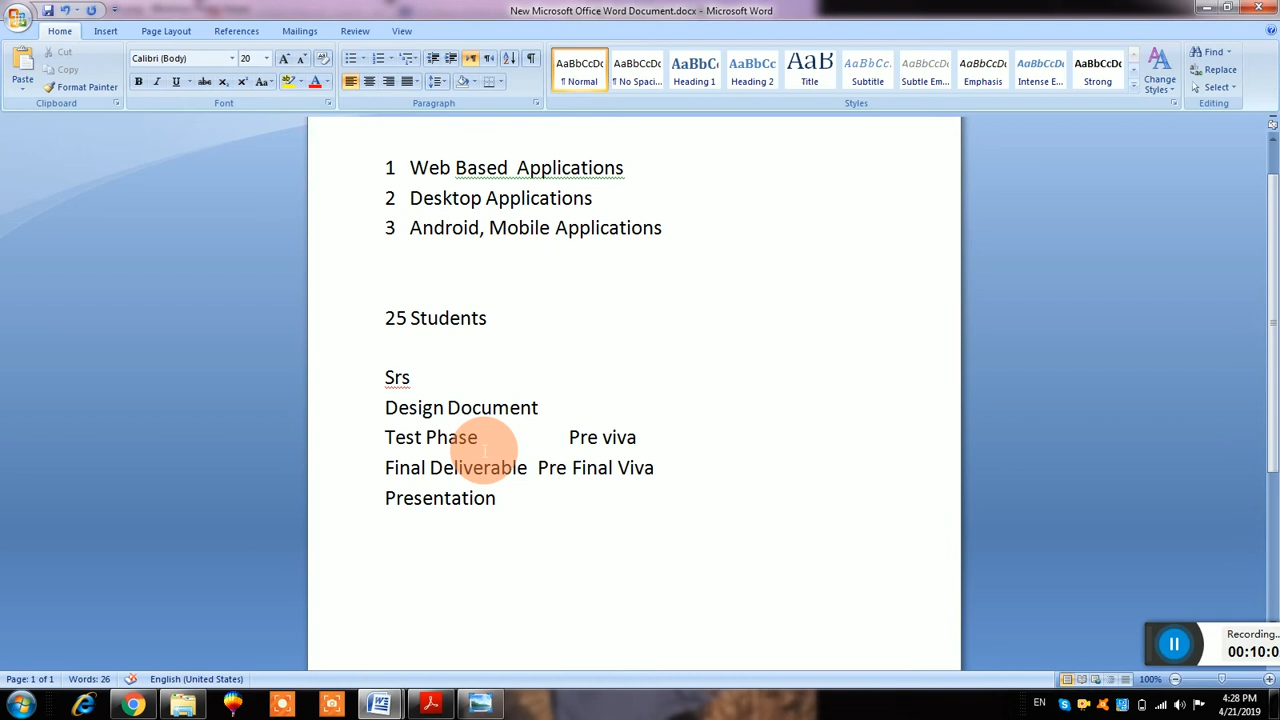 New Microsoft Office Word Document.docx - Microsoft Word
Home Insert Page Layout References Mailings Review View
Paste
Cut
Copy
Format Painter
Clipboard
Calibri (Body) 20
B I U abc x₂ x² Aa
Font
Paragraph
AaBbCcDc AaBbCcDc AaBbC AaBbCc AaB AaBbCc. AaBbCcDc AaBbCcDc AaBbCcDc AaBbCcDc
¶ Normal ¶ No Spaci... Heading 1 Heading 2 Title Subtitle Subtle Em... Emphasis Intense E... Strong
Change Styles
Styles
Find
Replace
Select
Editing
1 Web Based Applications
2 Desktop Applications
3 Android, Mobile Applications
25 Students
Srs
Design Document
Test Phase Pre viva
Final Deliverable Pre Final Viva
Presentation
Recording..
00:10:0
Page: 1 of 1 Words: 26 English (United States) 100%
EN 4:28 PM
4/21/2019